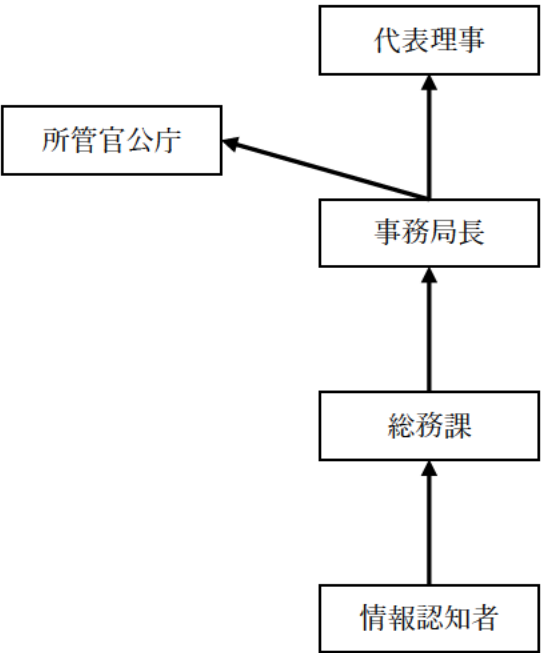 代表理事
所管官公庁
事務局長
総務課
情報認知者